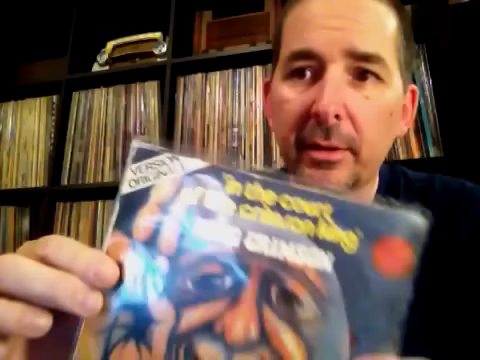 VERSION
ORIGINAL
'in the court
of the crimson king'
KING CRIMSON